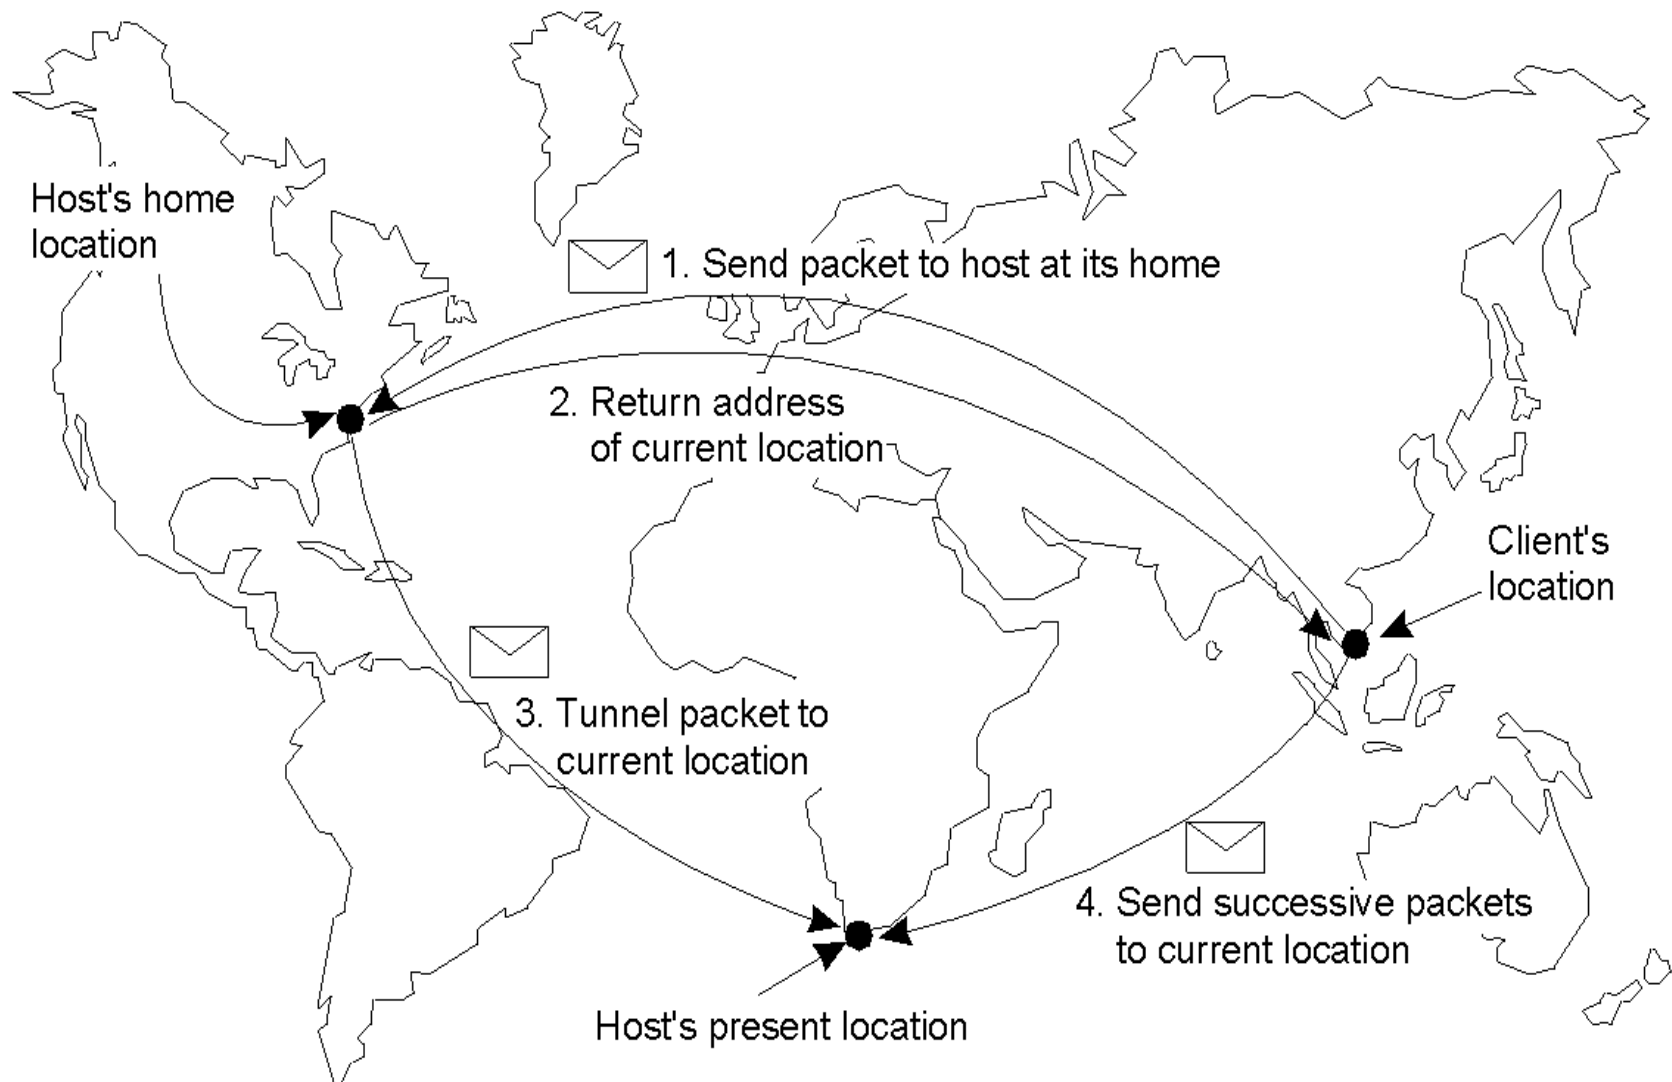 Host's home
location
1. Send packet to host at its home
2. Return address
of current location
Client's
location
3. Tunnel packet to
current location
4. Send successive packets
to current location
Host's present location